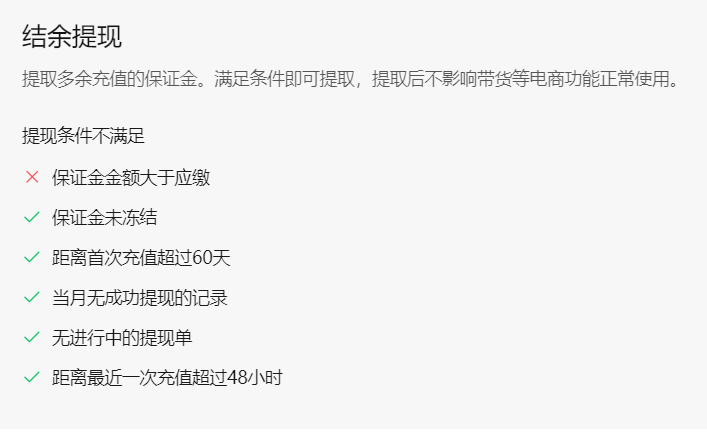 结余提现
提取多余充值的保证金。满足条件即可提取，提取后不影响带货等电商功能正常使用。
提现条件不满足
保证金金额大于应缴
保证金未冻结
距离首次充值超过60天
当月无成功提现的记录
无进行中的提现单
距离最近一次充值超过48小时